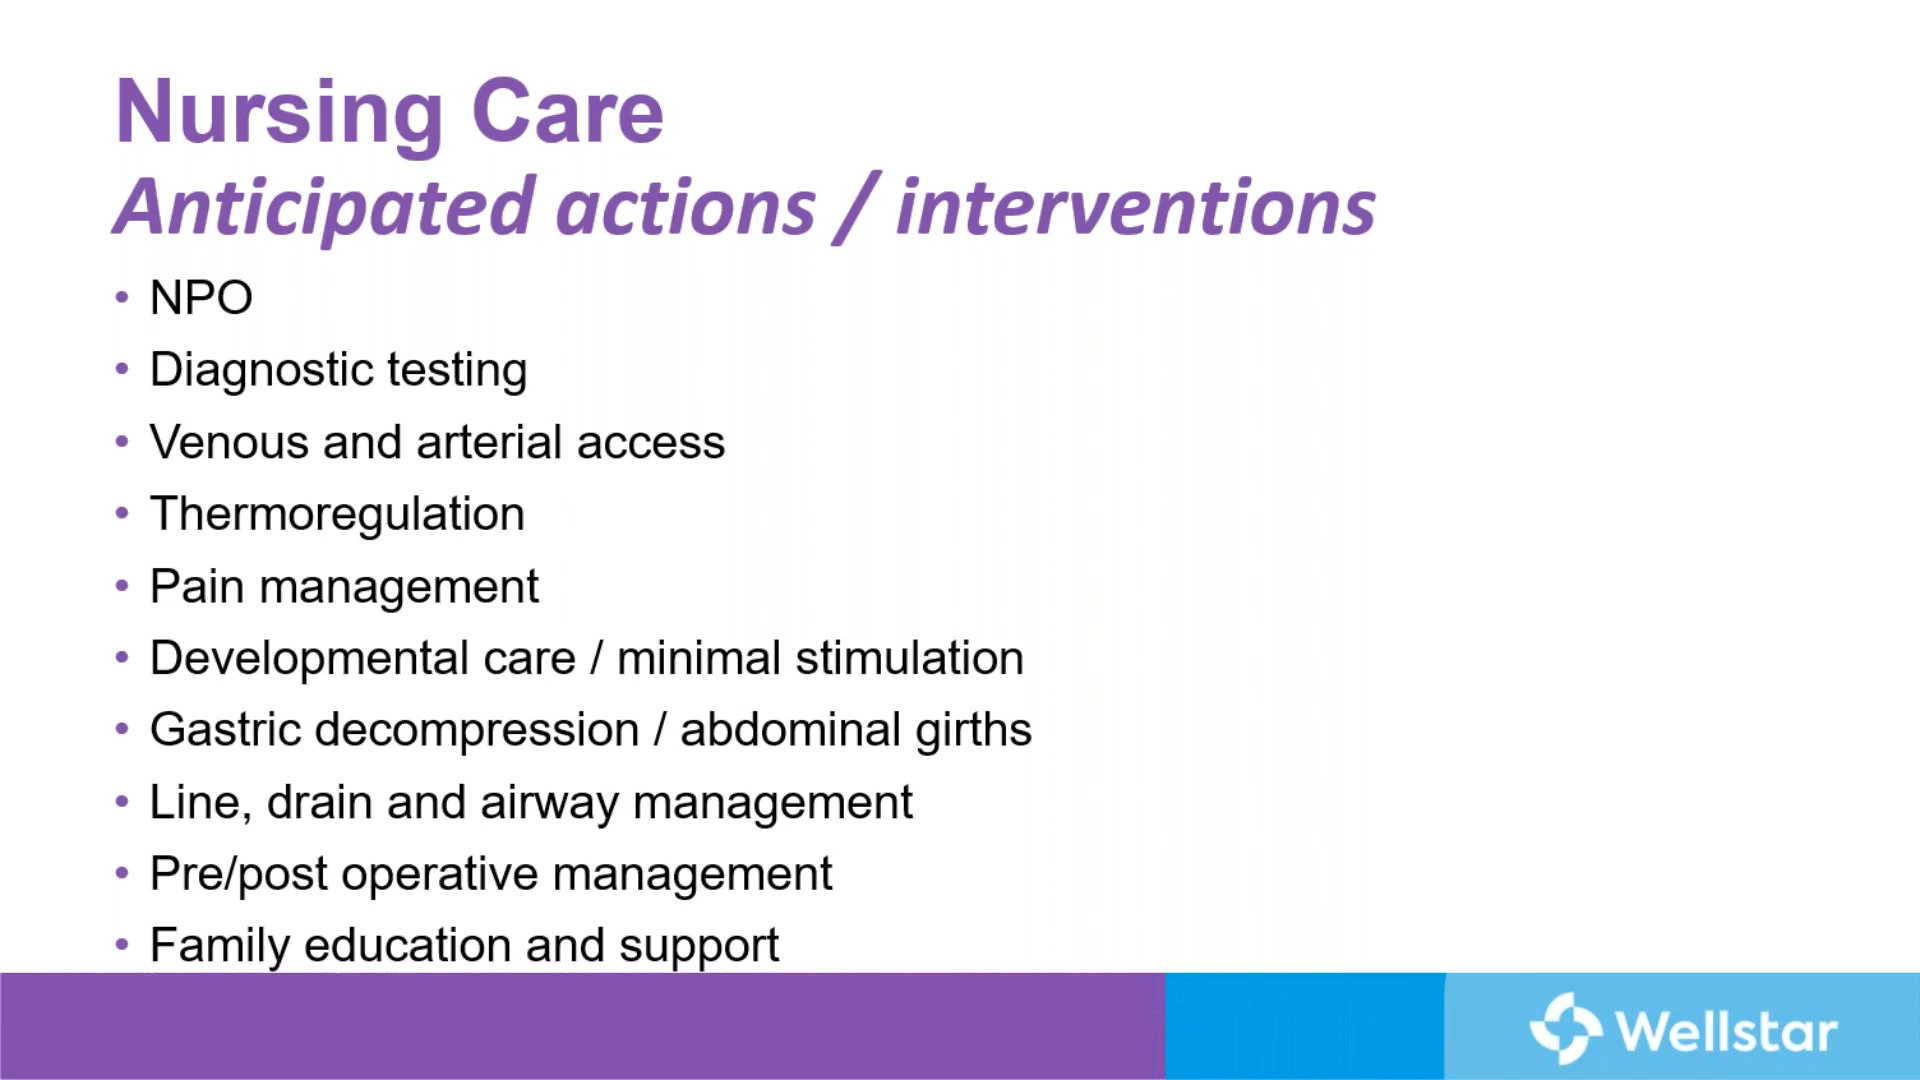 Nursing Care
Anticipated actions / interventions
• NPO
• Diagnostic testing
• Venous and arterial access
• Thermoregulation
• Pain management
• Developmental care / minimal stimulation
• Gastric decompression / abdominal girths
• Line, drain and airway management
• Pre/post operative management
• Family education and support
Wellstar